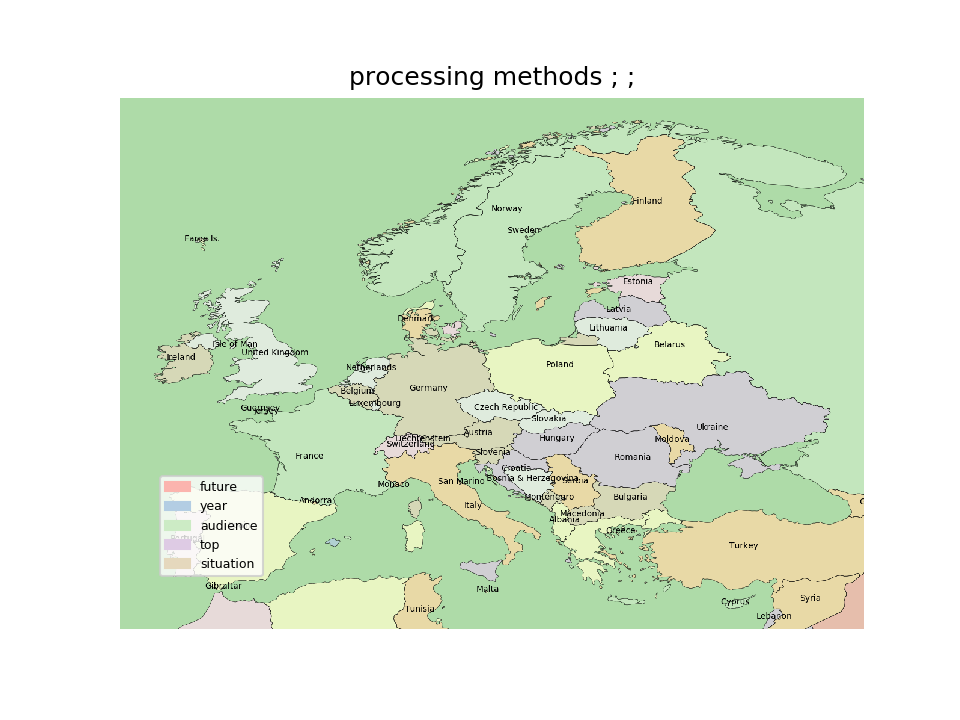 processing methods ; ;
Norway
Finland
Sweden
Faroe Is.
Estonia
Latvia
Denmark
Lithuania
Isle of Man
Belarus
United Kingdom
Ireland
Poland
Netherlands
Germany
Belgium
Luxembourg
Czech Republic
Guernsey
Jersey
Slovakia
Ukraine
Austria
Liechtenstein
Hungary
Moldova
Switzerland
Slovenia
France
Romania
Croatia
Bosna & Herzegovina
San Marino
Serbia
Monaco
Montenegro
Bulgaria
Andorra
Italy
Macedonia
Albania
Greece
Portugal
Turkey
Gibraltar
Malta
Syria
Cyprus
Tunisia
Lebanon
future
year
audience
top
situation